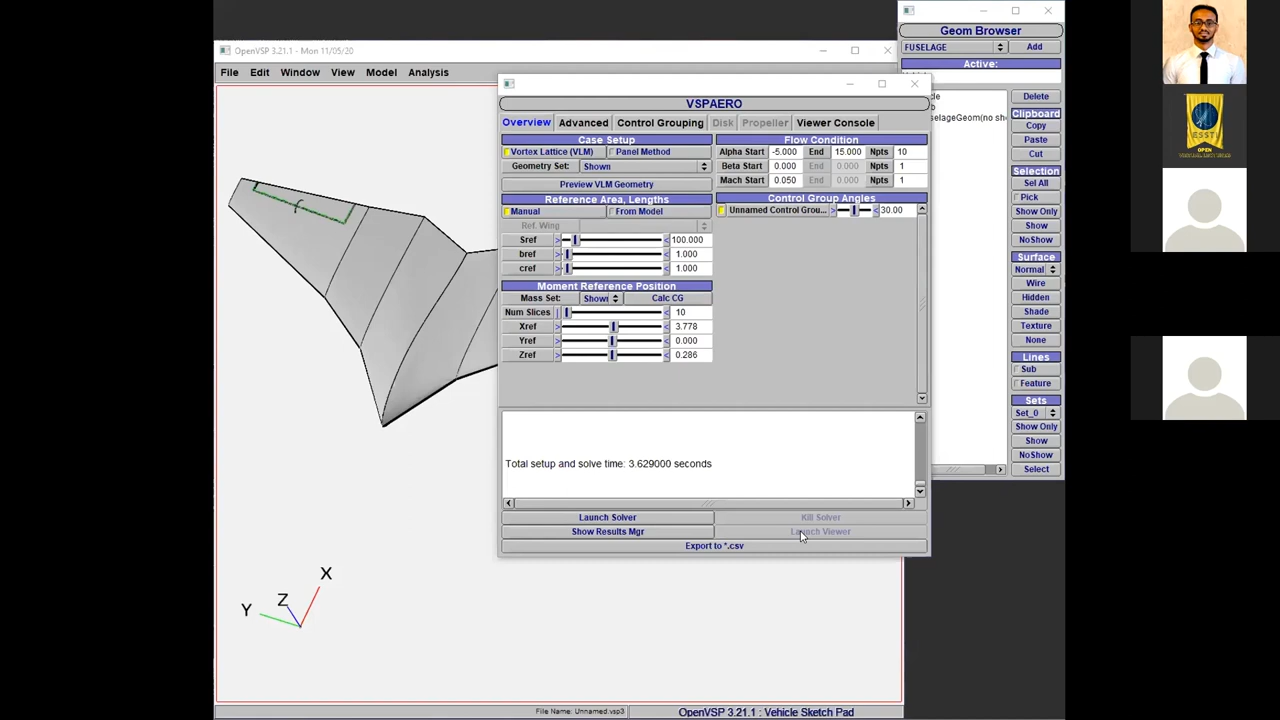 OpenVSP 3.21.1 - Mon 11/05/20
File Edit Window View Model Analysis
VSPAERO
Overview Advanced Control Grouping Disk Propeller Viewer Console
Case Setup
Vortex Lattice (VLM) Panel Method
Geometry Set: Shown
Preview VLM Geometry
Reference Area, Lengths
Manual From Model
Ref. Wing
Sref > < 100.000
bref > < 1.000
cref > < 1.000
Moment Reference Position
Mass Set: Shown Calc CG
Num Slices | < 10
Xref > < 3.778
Yref > < 0.000
Zref > < 0.286
Flow Condition
Alpha Start -5.000 End 15.000 Npts 10
Beta Start 0.000 End 0.000 Npts 1
Mach Start 0.050 End 0.000 Npts 1
Control Group Angles
Unnamed Control Grou... > < 30.00
Total setup and solve time: 3.629000 seconds
Launch Solver Kill Solver
Show Results Mgr Launch Viewer
Export to *.csv
Geom Browser
FUSELAGE Add
Active:
selageGeom(no sh
Delete
Clipboard
Copy
Paste
Cut
Selection
Sel All
Pick
Show Only
Show
NoShow
Surface
Normal
Wire
Hidden
Shade
Texture
None
Lines
Sub
Feature
Sets
Set_0
Show Only
Show
NoShow
Select
X
Y
Z
File Name: Unnamed.vsp3
OpenVSP 3.21.1 : Vehicle Sketch Pad
ESSTI
OPEN